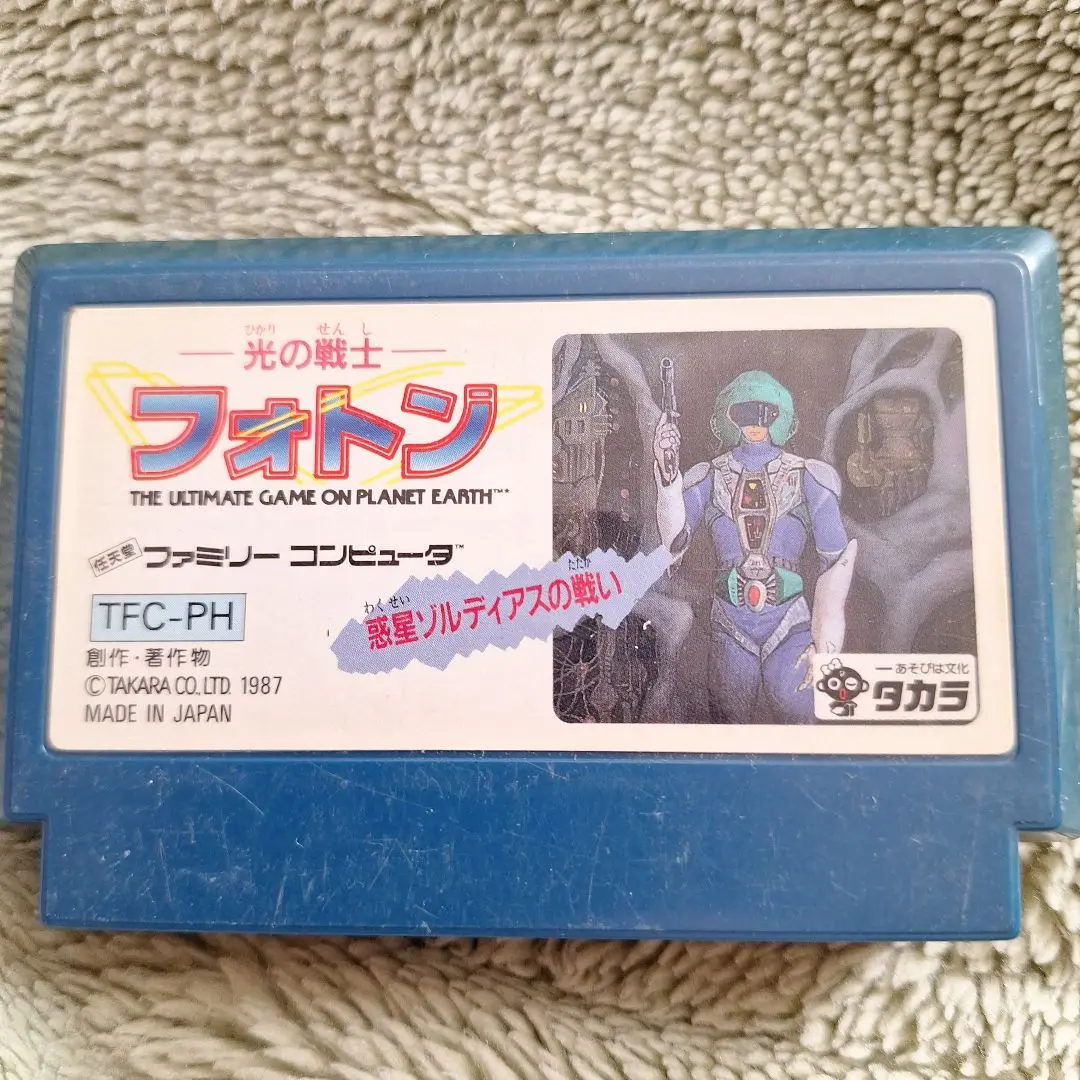 ひかり せんし
光の戦士
フォトン
THE ULTIMATE GAME ON PLANET EARTH™*
任天堂 ファミリー コンピュータ™
わくせい たたか
惑星ゾルディアスの戦い
TFC-PH
創作・著作物
©TAKARA CO.,LTD. 1987
MADE IN JAPAN
あそびは文化
タカラ